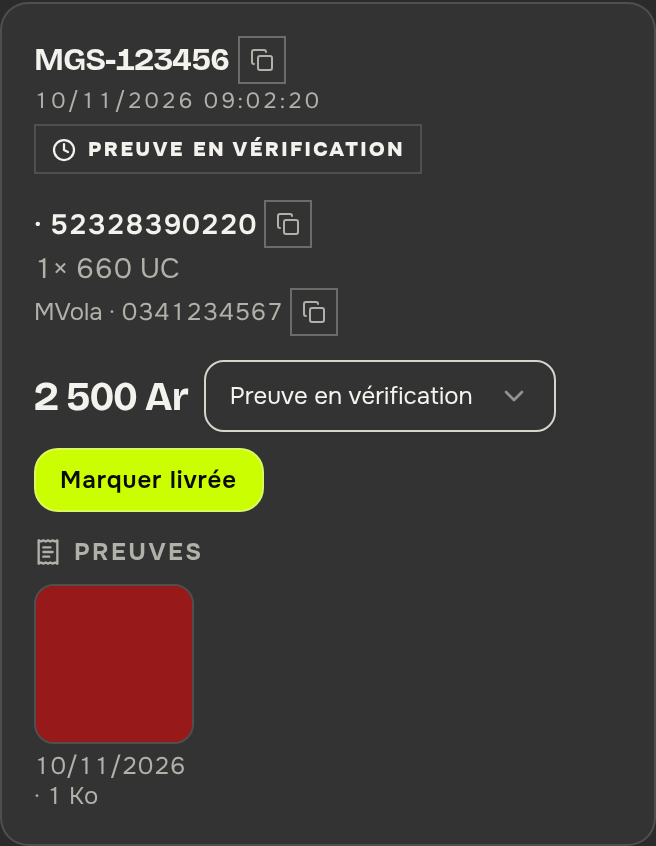 MGS-123456
10/11/2026 09:02:20
PREUVE EN VÉRIFICATION
· 52328390220
1× 660 UC
MVola · 0341234567
2 500 Ar
Preuve en vérification
Marquer livrée
PREUVES
10/11/2026
· 1 Ko